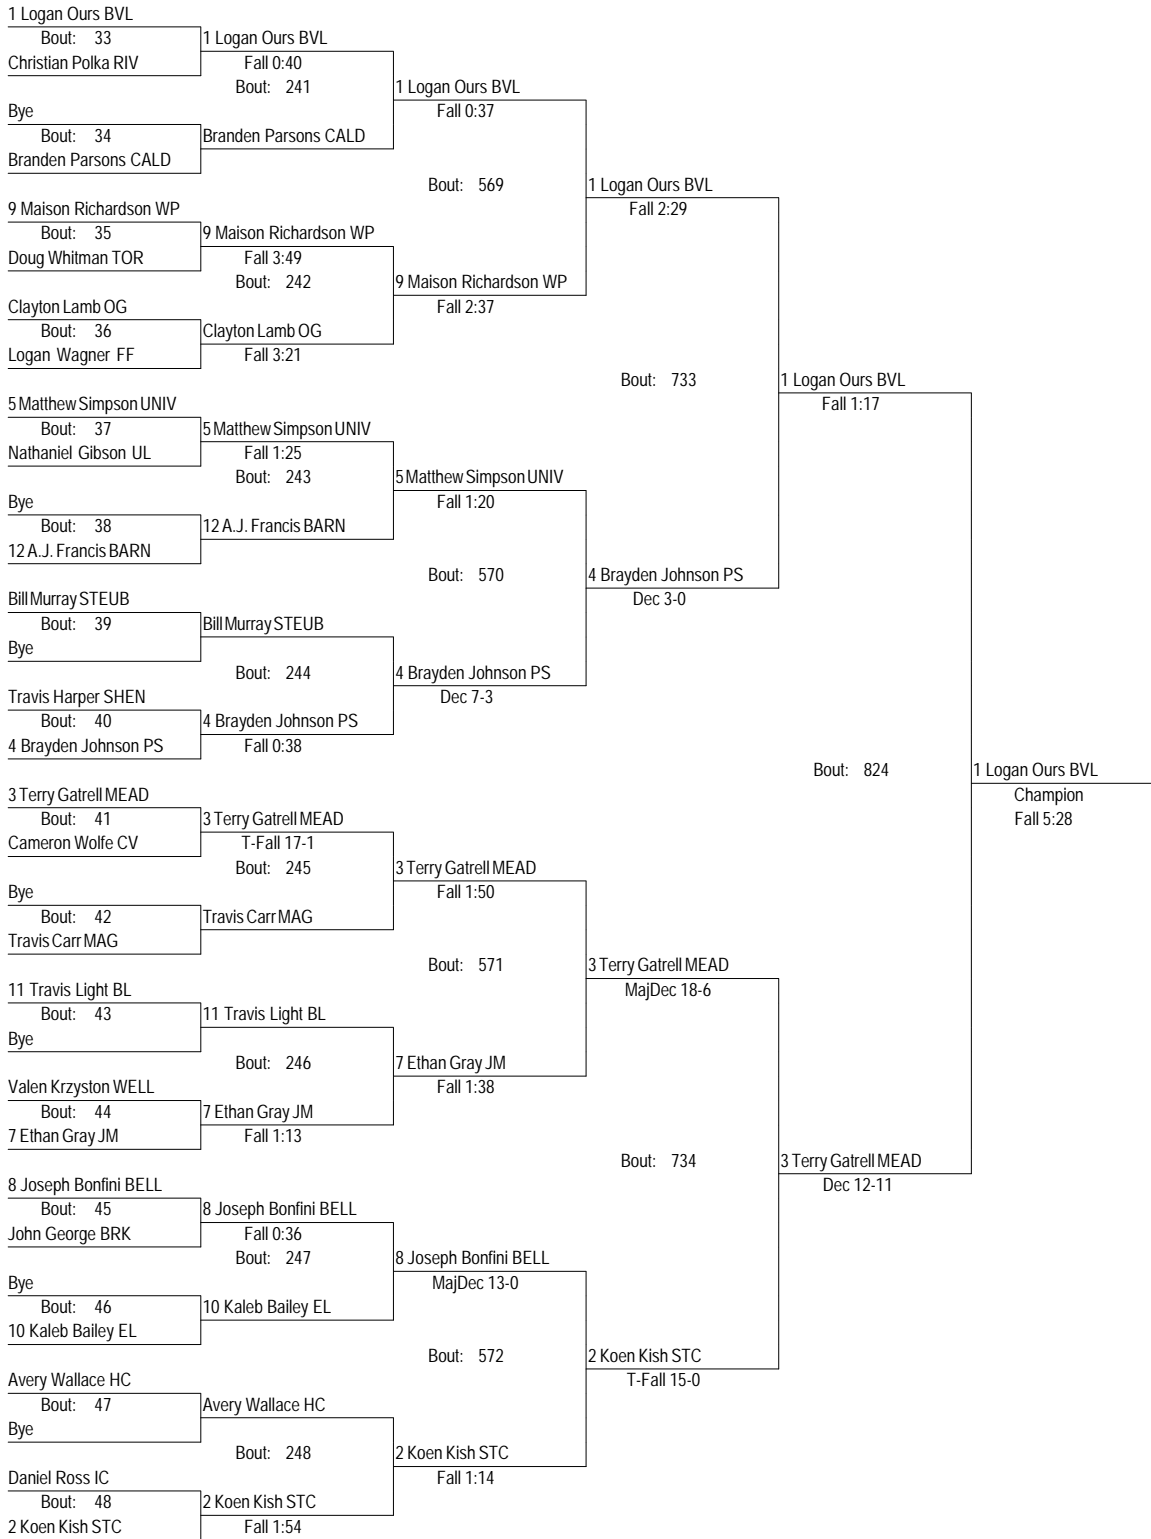 1 Logan Ours BVL
Bout: 33
Christian Polka RIV
Bye
Bout: 34
Branden Parsons CALD
9 Maison Richardson WP
Bout: 35
Doug Whitman TOR
Clayton Lamb OG
Bout: 36
Logan Wagner FF
5 Matthew Simpson UNIV
Bout: 37
Nathaniel Gibson UL
Bye
Bout: 38
12 A.J. Francis BARN
Bill Murray STEUB
Bout: 39
Bye
Travis Harper SHEN
Bout: 40
4 Brayden Johnson PS
3 Terry Gatrell MEAD
Bout: 41
Cameron Wolfe CV
Bye
Bout: 42
Travis Carr MAG
11 Travis Light BL
Bout: 43
Bye
Valen Krzyston WELL
Bout: 44
7 Ethan Gray JM
8 Joseph Bonfini BELL
Bout: 45
John George BRK
Bye
Bout: 46
10 Kaleb Bailey EL
Avery Wallace HC
Bout: 47
Bye
Daniel Ross IC
Bout: 48
2 Koen Kish STC
1 Logan Ours BVL
Fall 0:40
Bout: 241
Branden Parsons CALD
9 Maison Richardson WP
Fall 3:49
Bout: 242
Clayton Lamb OG
Fall 3:21
5 Matthew Simpson UNIV
Fall 1:25
Bout: 243
12 A.J. Francis BARN
Bill Murray STEUB
Bout: 244
4 Brayden Johnson PS
Fall 0:38
3 Terry Gatrell MEAD
T-Fall 17-1
Bout: 245
Travis Carr MAG
11 Travis Light BL
Bout: 246
7 Ethan Gray JM
Fall 1:13
8 Joseph Bonfini BELL
Fall 0:36
Bout: 247
10 Kaleb Bailey EL
Avery Wallace HC
Bout: 248
2 Koen Kish STC
Fall 1:54
1 Logan Ours BVL
Fall 0:37
Bout: 569
9 Maison Richardson WP
Fall 2:37
5 Matthew Simpson UNIV
Fall 1:20
Bout: 570
4 Brayden Johnson PS
Dec 7-3
3 Terry Gatrell MEAD
Fall 1:50
Bout: 571
7 Ethan Gray JM
Fall 1:38
8 Joseph Bonfini BELL
MajDec 13-0
Bout: 572
2 Koen Kish STC
Fall 1:14
1 Logan Ours BVL
Fall 2:29
Bout: 733
4 Brayden Johnson PS
Dec 3-0
3 Terry Gatrell MEAD
MajDec 18-6
Bout: 734
2 Koen Kish STC
T-Fall 15-0
1 Logan Ours BVL
Fall 1:17
Bout: 824
3 Terry Gatrell MEAD
Dec 12-11
1 Logan Ours BVL
Champion
Fall 5:28